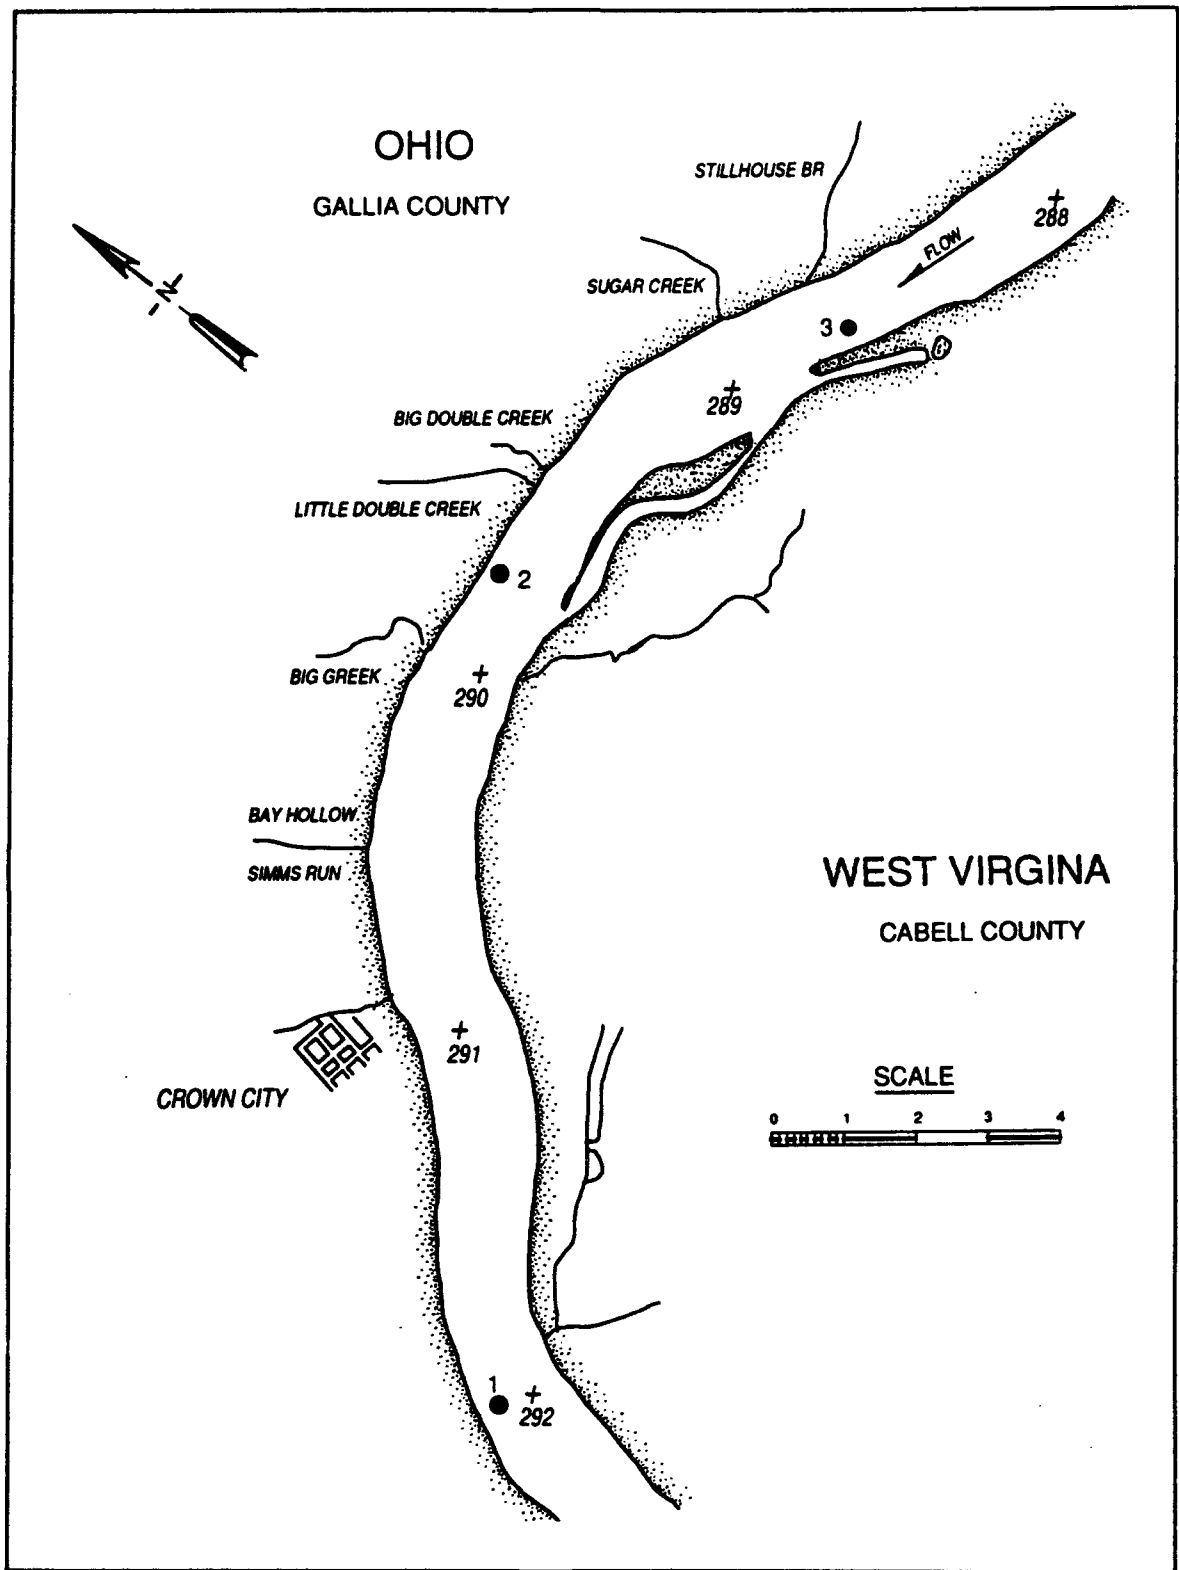 OHIO
GALLIA COUNTY
STILLHOUSE BR
288
FLOW
N
SUGAR CREEK
3
289
BIG DOUBLE CREEK
LITTLE DOUBLE CREEK
2
BIG GREEK
290
BAY HOLLOW
SIMMS RUN
WEST VIRGINA
CABELL COUNTY
291
CROWN CITY
SCALE
0 1 2 3 4
1
292